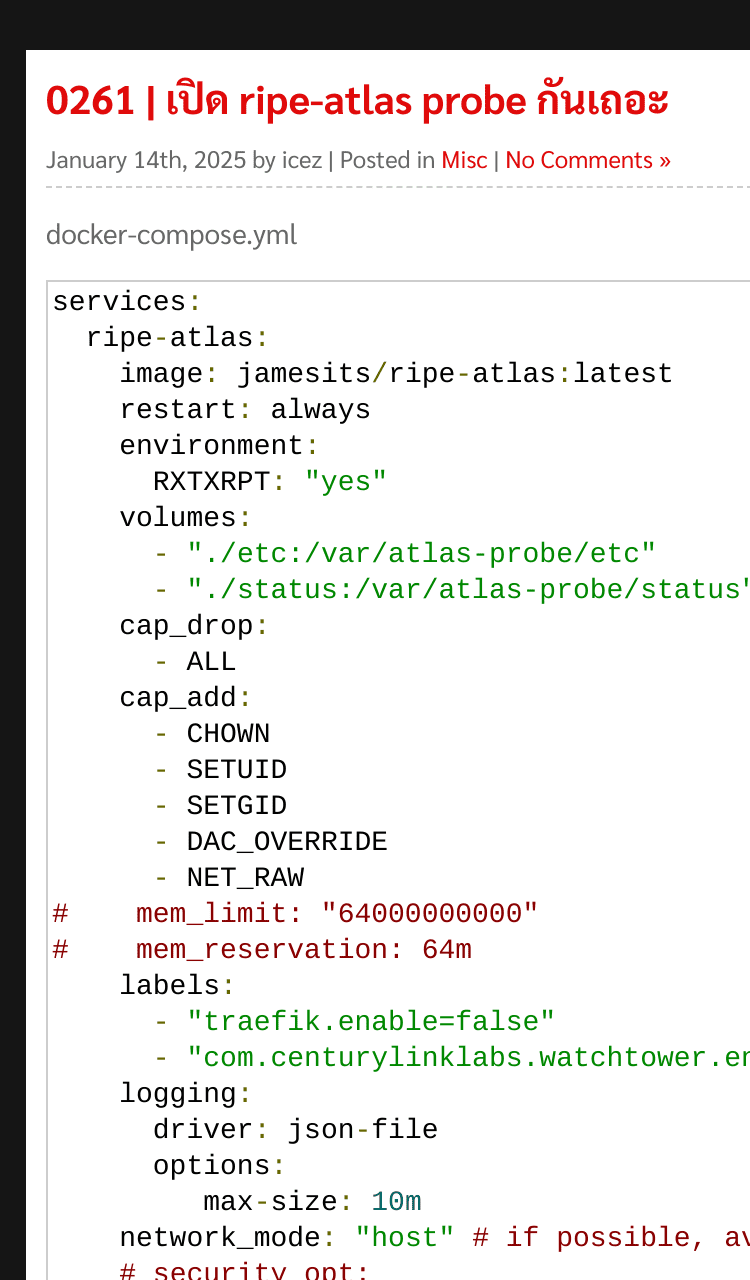 0261 | เปิด ripe-atlas probe กันเถอะ
January 14th, 2025 by icez | Posted in Misc | No Comments »
docker-compose.yml
services:
  ripe-atlas:
    image: jamesits/ripe-atlas:latest
    restart: always
    environment:
      RXTXRPT: "yes"
    volumes:
      - "./etc:/var/atlas-probe/etc"
      - "./status:/var/atlas-probe/status"
    cap_drop:
      - ALL
    cap_add:
      - CHOWN
      - SETUID
      - SETGID
      - DAC_OVERRIDE
      - NET_RAW
#    mem_limit: "64000000000"
#    mem_reservation: 64m
    labels:
      - "traefik.enable=false"
      - "com.centurylinklabs.watchtower.
    logging:
      driver: json-file
      options:
         max-size: 10m
    network_mode: "host" # if possible,
    # security_opt: